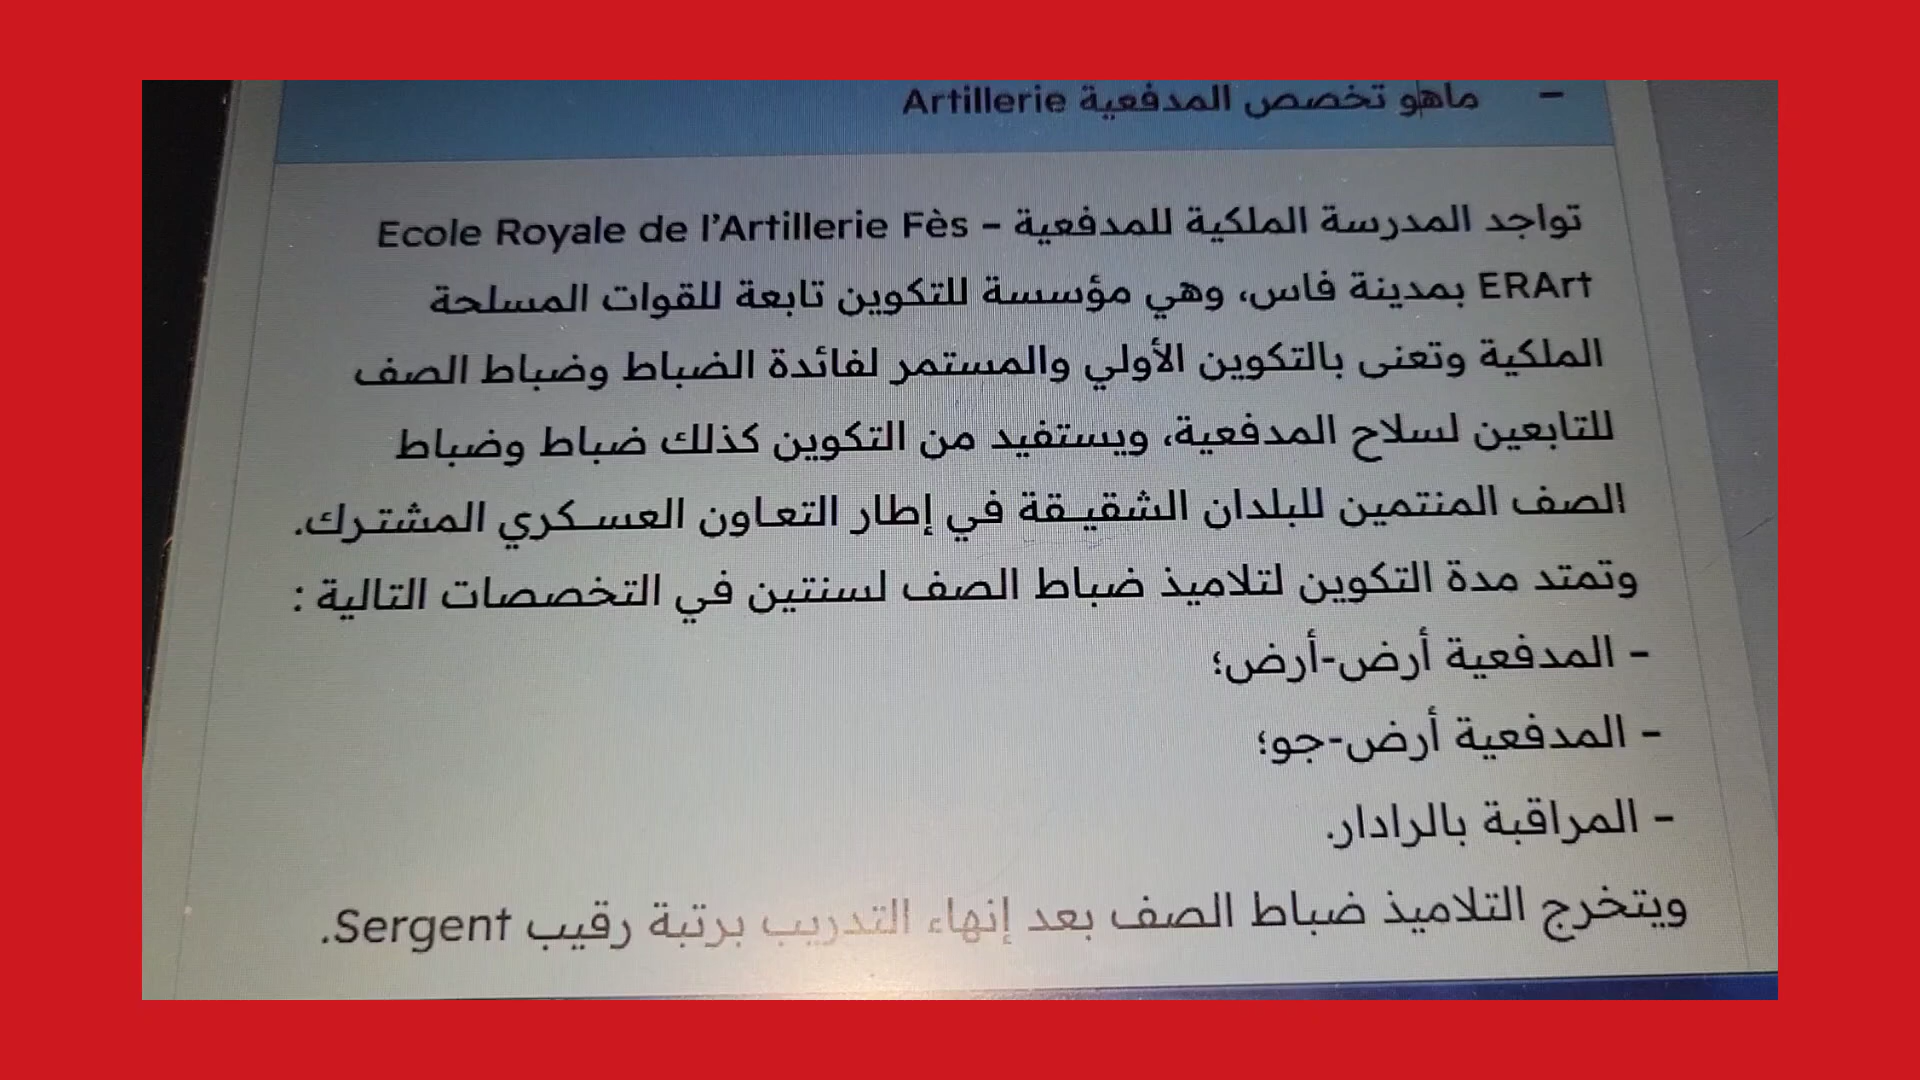 – ماهو تخصص المدفعية Artillerie
تواجد المدرسة الملكية للمدفعية – Ecole Royale de l’Artillerie Fès
ERArt بمدينة فاس، وهي مؤسسة للتكوين تابعة للقوات المسلحة
الملكية وتعنى بالتكوين الأولي والمستمر لفائدة الضباط وضباط الصف
للتابعين لسلاح المدفعية، ويستفيد من التكوين كذلك ضباط وضباط
الصف المنتمين للبلدان الشقيقة في إطار التعاون العسكري المشترك.
وتمتد مدة التكوين لتلاميذ ضباط الصف لسنتين في التخصصات التالية :
– المدفعية أرض-أرض؛
– المدفعية أرض-جو؛
– المراقبة بالرادار.
ويتخرج التلاميذ ضباط الصف بعد إنهاء التدريب برتبة رقيب Sergent.